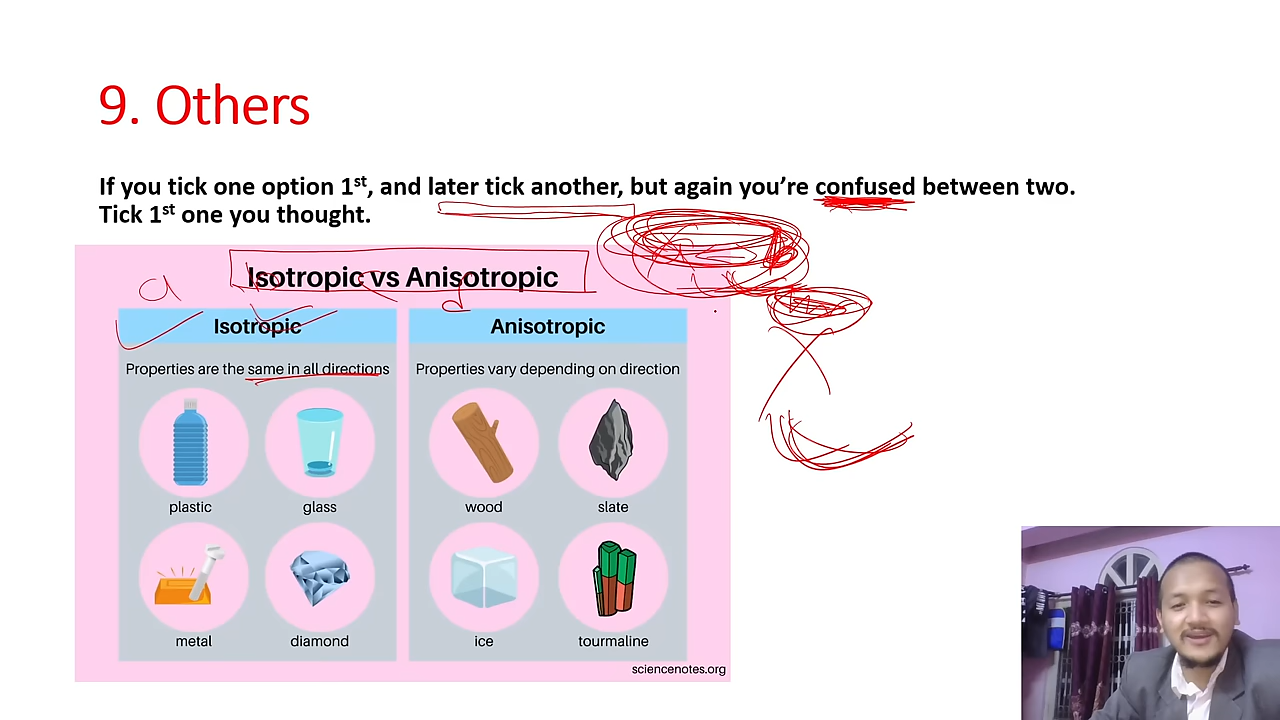 9. Others
If you tick one option 1st, and later tick another, but again you're confused between two.
Tick 1st one you thought.
Isotropic vs Anisotropic
a b c d
Isotropic
Properties are the same in all directions
plastic glass
metal diamond
Anisotropic
Properties vary depending on direction
wood slate
ice tourmaline
sciencenotes.org